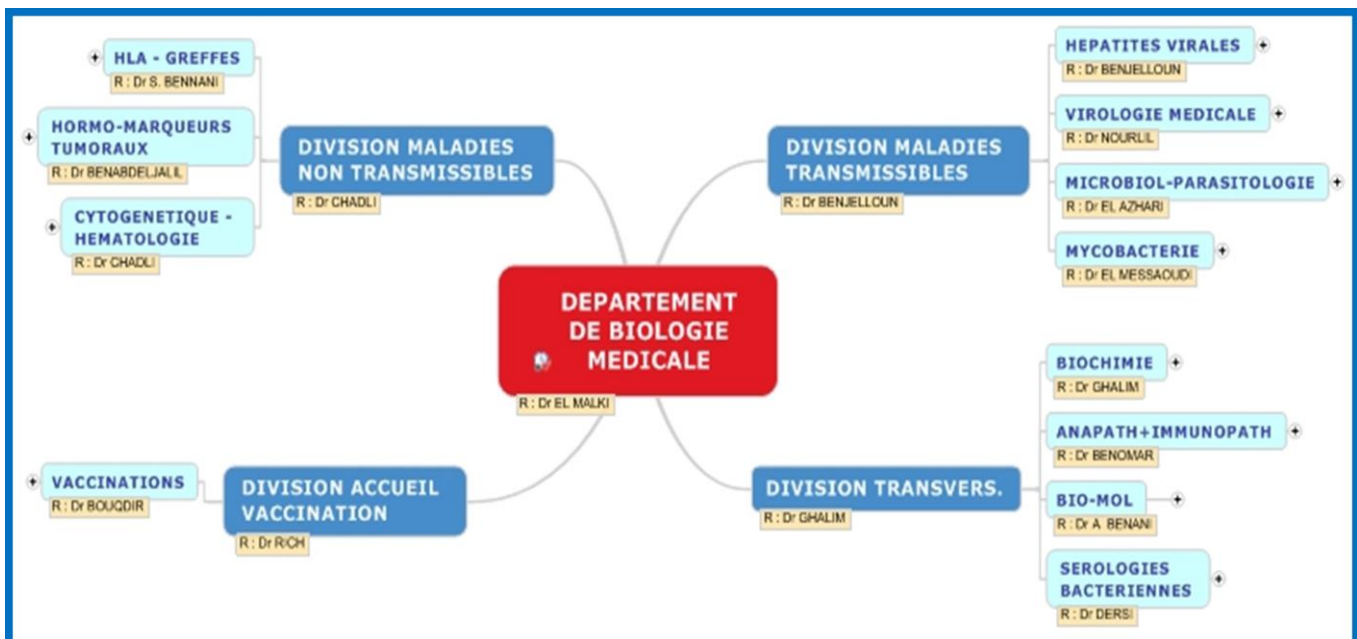 HLA - GREFFES
R : Dr S. BENNANI
HORMO-MARQUEURS
TUMORAUX
R : Dr BENABDELJALIL
CYTOGENETIQUE -
HEMATOLOGIE
R : Dr CHADLI
DIVISION MALADIES
NON TRANSMISSIBLES
R : Dr CHADLI
DIVISION MALADIES
TRANSMISSIBLES
R : Dr BENJELLOUN
HEPATITES VIRALES
R : Dr BENJELLOUN
VIROLOGIE MEDICALE
R : Dr NOURLIL
MICROBIOL-PARASITOLOGIE
R : Dr EL AZHARI
MYCOBACTERIE
R : Dr EL MESSAOUDI
DEPARTEMENT
DE BIOLOGIE
MEDICALE
R : Dr EL MALKI
VACCINATIONS
R : Dr BOUQDIR
DIVISION ACCUEIL
VACCINATION
R : Dr RICH
DIVISION TRANSVERS.
R : Dr GHALIM
BIOCHIMIE
R : Dr GHALIM
ANAPATH+IMMUNOPATH
R : Dr BENOMAR
BIO-MOL
R : Dr A. BENANI
SEROLOGIES
BACTERIENNES
R : Dr DERSI